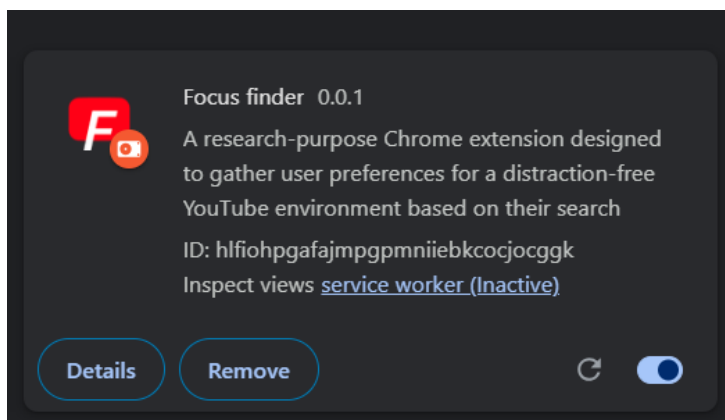 F
Focus finder 0.0.1
A research-purpose Chrome extension designed
to gather user preferences for a distraction-free
YouTube environment based on their search
ID: hlfiohpgafajmpgpmniiebkcocjocggk
Inspect views service worker (Inactive)
Details Remove